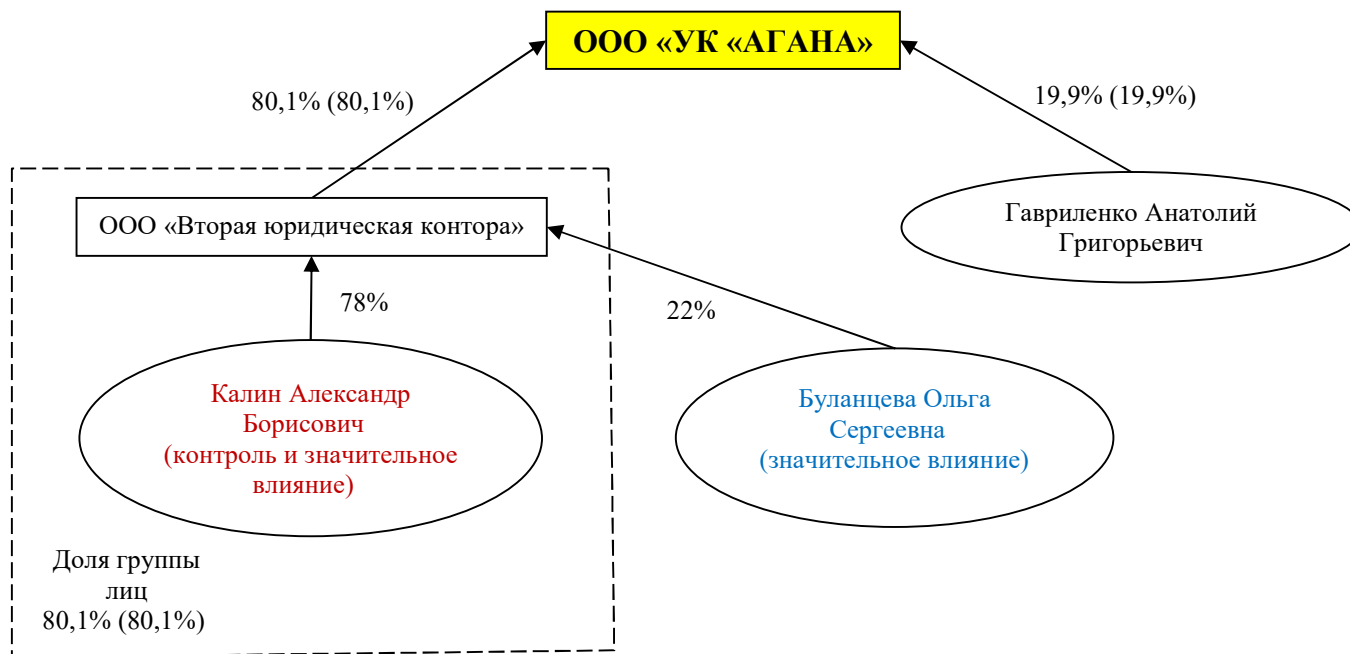 ООО «УК «АГАНА»
80,1% (80,1%)
19,9% (19,9%)
ООО «Вторая юридическая контора»
Гавриленко Анатолий
Григорьевич
78%
22%
Калин Александр
Борисович
(контроль и значительное
влияние)
Буланцева Ольга
Сергеевна
(значительное влияние)
Доля группы
лиц
80,1% (80,1%)